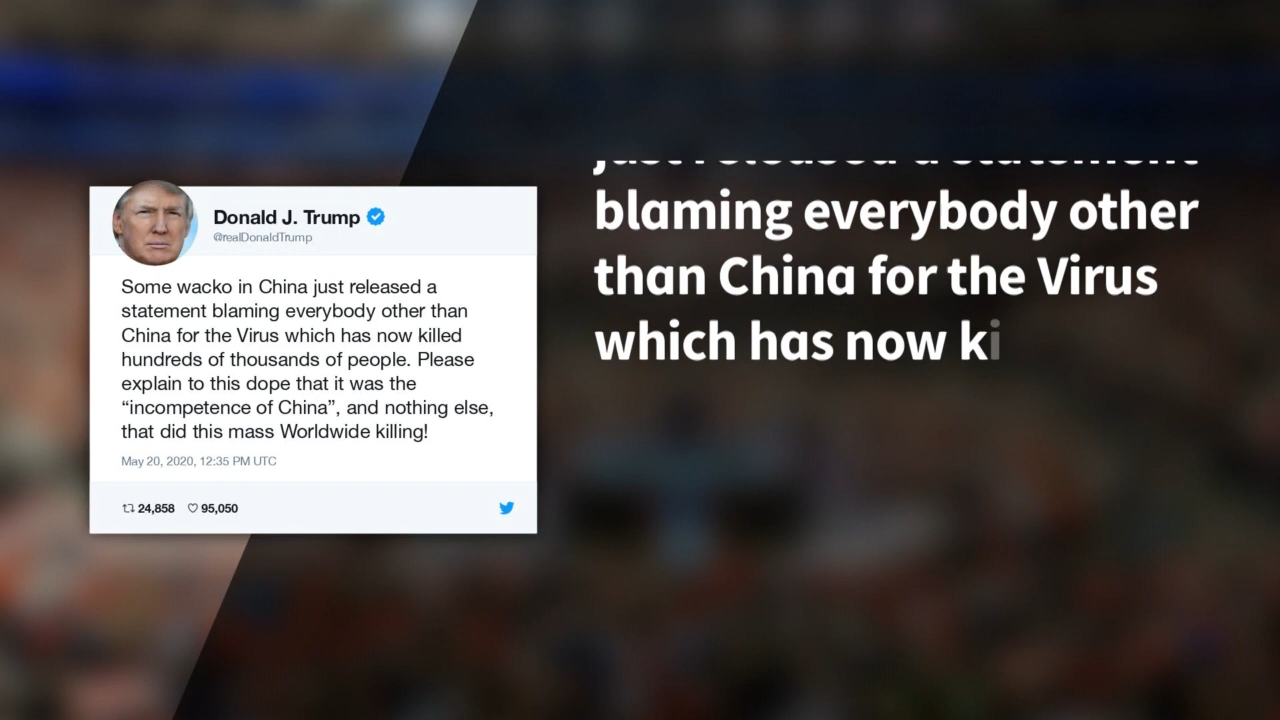 Donald J. Trump
@realDonaldTrump
Some wacko in China just released a
statement blaming everybody other than
China for the Virus which has now killed
hundreds of thousands of people. Please
explain to this dope that it was the
“incompetence of China”, and nothing else,
that did this mass Worldwide killing!
May 20, 2020, 12:35 PM UTC
24,858 95,050
just released a statement
blaming everybody other
than China for the Virus
which has now ki